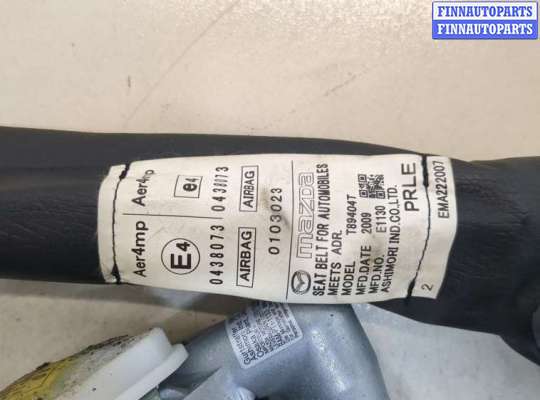 FINNAUTOPARTS
FINNAUTOPARTS
Aer4mp Aer4mp
E4 e4
0438073 0438073
AIRBAG AIRBAG
0103023
mazda
SEAT BELT FOR AUTOMOBILES
MEETS ADR.
MODEL T89404T
MFD.DATE 2009
MFD.NO. E1130
ASHIMORI IND.CO.,LTD.
PRLE
2 EMA222007